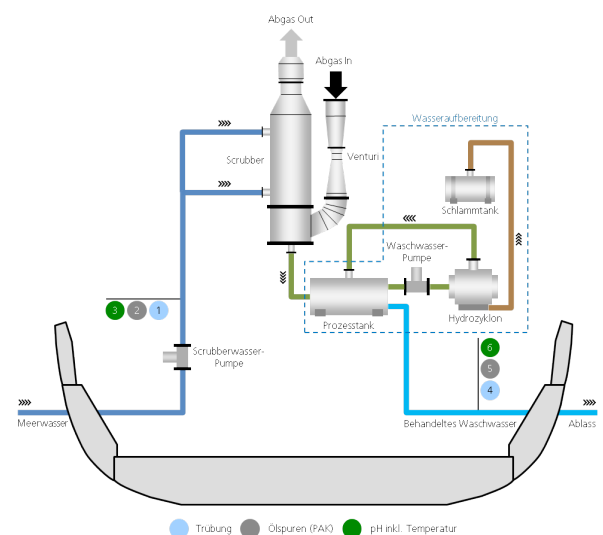 Abgas Out
Abgas In
Wasseraufbereitung
Scrubber
Venturi
Schlammtank
Waschwasser-
Pumpe
Prozesstank
Hydrozyklon
3 2 1
Scrubberwasser-
Pumpe
6
5
4
Meerwasser
Behandeltes Waschwasser
Ablass
Trübung
Ölspuren (PAK)
pH inkl. Temperatur